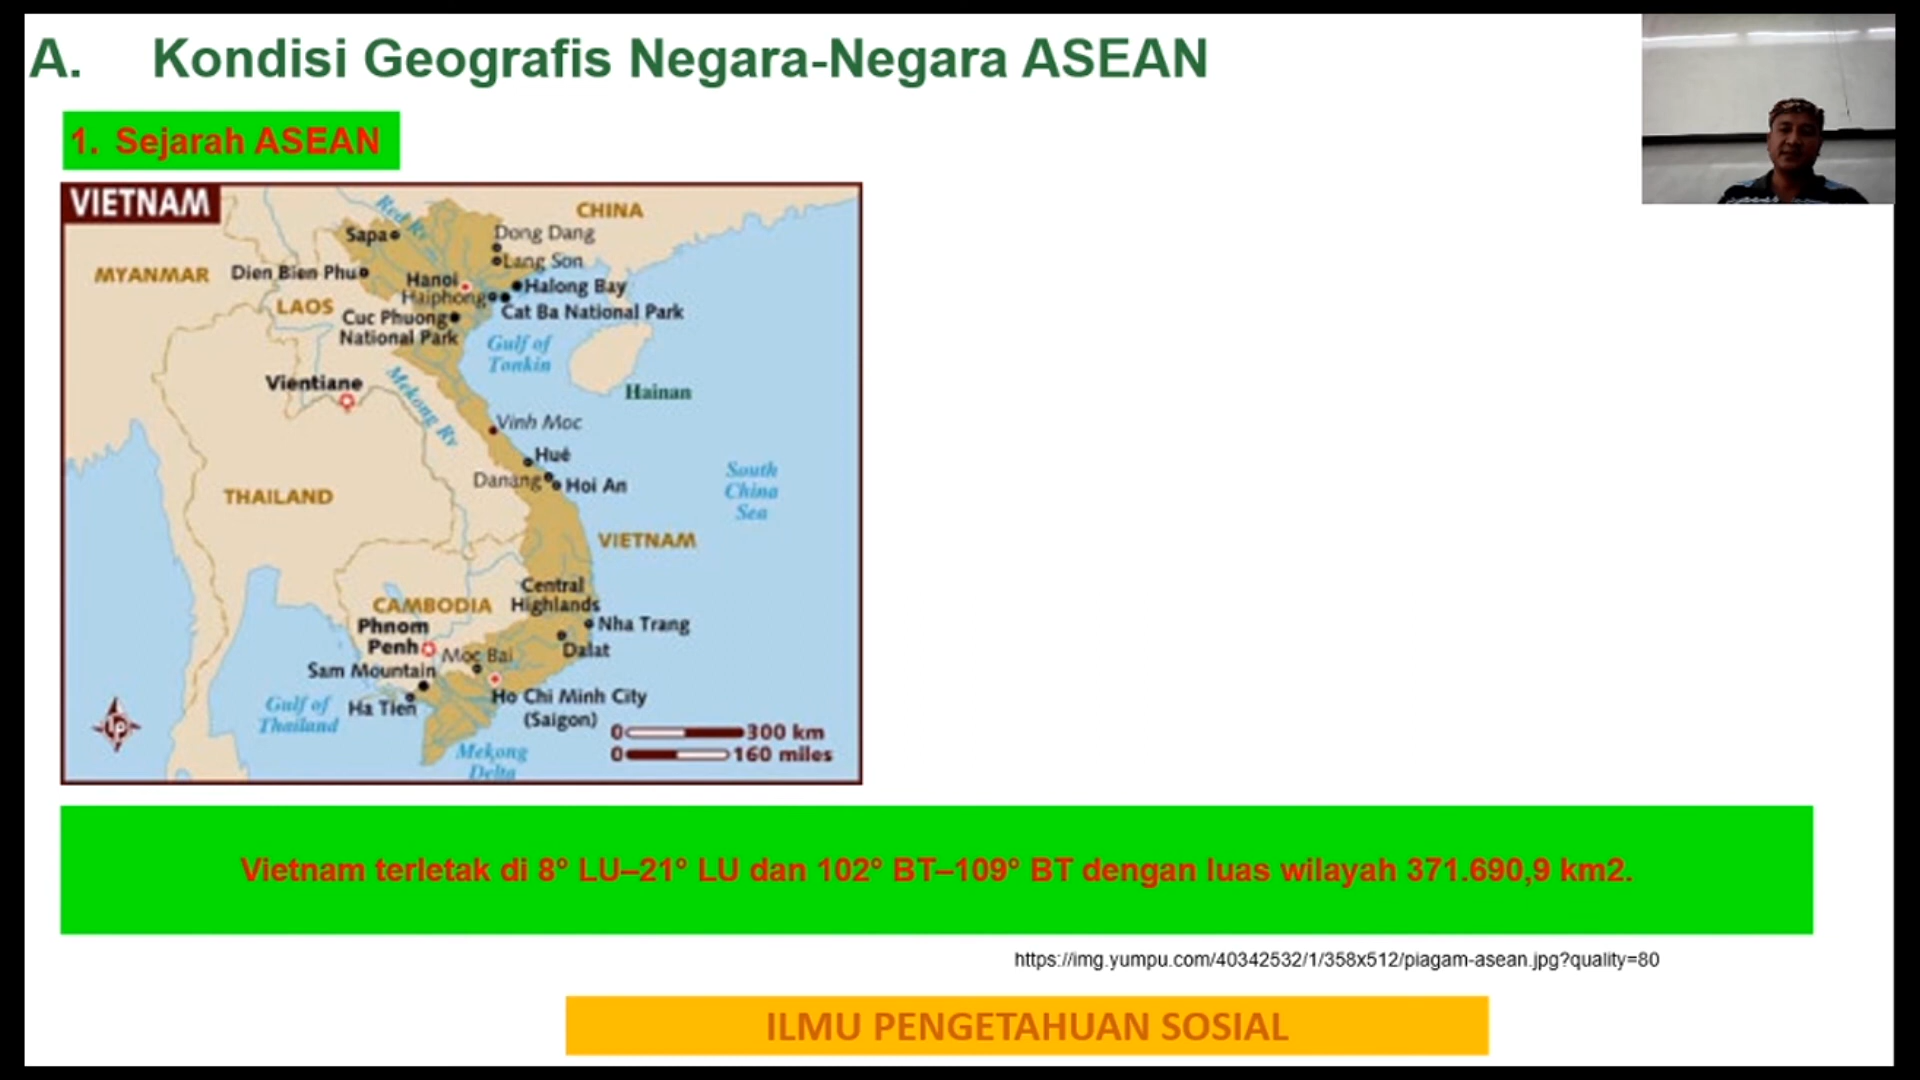 A. Kondisi Geografis Negara-Negara ASEAN
1. Sejarah ASEAN
VIETNAM
CHINA
Red Rv
Sapa
Dong Dang
Lang Son
MYANMAR
Dien Bien Phu
Hanoi
Halong Bay
Haiphong
LAOS
Cat Ba National Park
Cuc Phuong
National Park
Gulf of
Tonkin
Vientiane
Mekong Rv
Hainan
Vinh Moc
Hué
Danang
Hoi An
South
China
Sea
THAILAND
VIETNAM
Central
Highlands
CAMBODIA
Phnom
Penh
Nha Trang
Moc Bai
Dalat
Sam Mountain
Ha Tien
Ho Chi Minh City
(Saigon)
Gulf of
Thailand
lp
0 300 km
0 160 miles
Mekong
Delta
Vietnam terletak di 8° LU–21° LU dan 102° BT–109° BT dengan luas wilayah 371.690,9 km2.
https://img.yumpu.com/40342532/1/358x512/piagam-asean.jpg?quality=80
ILMU PENGETAHUAN SOSIAL